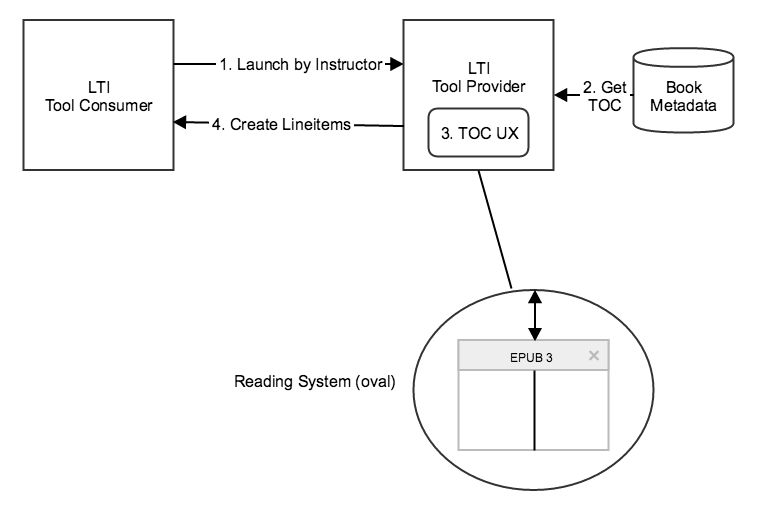 LTI
Tool Consumer
1. Launch by Instructor
LTI
Tool Provider
2. Get
TOC
Book
Metadata
4. Create Lineitems
3. TOC UX
EPUB 3
Reading System (oval)